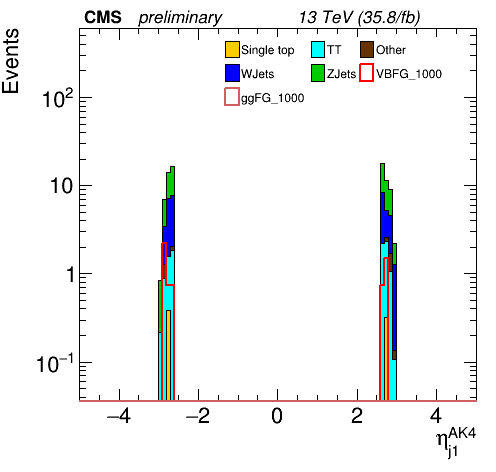 CMS preliminary 13 TeV (35.8/fb)
Events
Single top TT Other
WJets ZJets VBFG_1000
ggFG_1000
10²
10
1
10⁻¹
−4 −2 0 2 4
η_j1^AK4